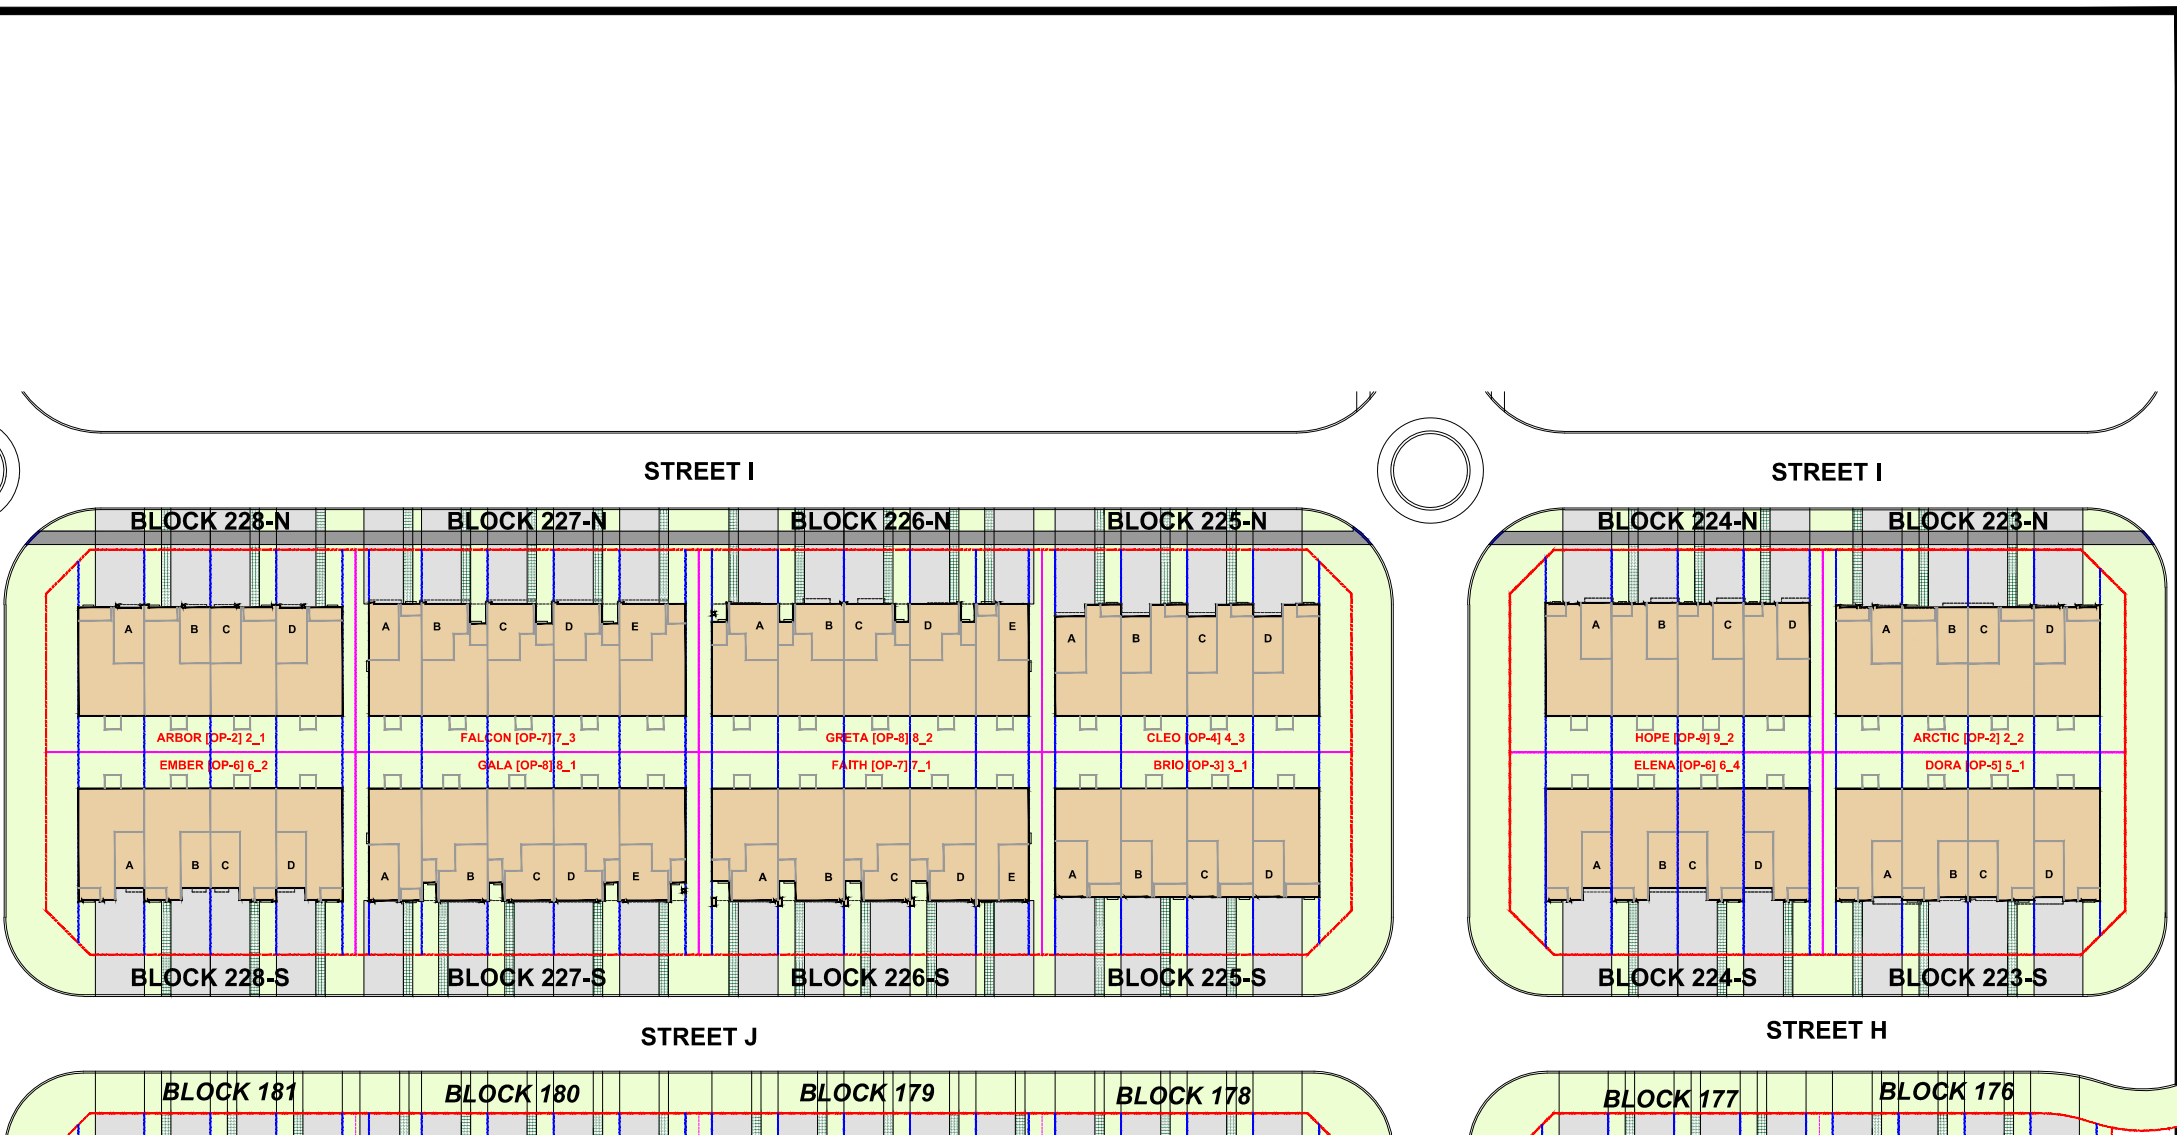 STREET I
STREET I
BLOCK 228-N
BLOCK 227-N
BLOCK 226-N
BLOCK 225-N
BLOCK 224-N
BLOCK 223-N
A B C D
A B C D E
A B C D E
A B C D
A B C D
A B C D
ARBOR [OP-2] 2_1
FALCON [OP-7] 7_3
GRETA [OP-8] 8_2
CLEO [OP-4] 4_3
HOPE [OP-9] 9_2
ARCTIC [OP-2] 2_2
EMBER [OP-6] 6_2
GALA [OP-8] 8_1
FAITH [OP-7] 7_1
BRIO [OP-3] 3_1
ELENA [OP-6] 6_4
DORA [OP-5] 5_1
A B C D
A B C D E
A B C D E
A B C D
A B C D
A B C D
BLOCK 228-S
BLOCK 227-S
BLOCK 226-S
BLOCK 225-S
BLOCK 224-S
BLOCK 223-S
STREET J
STREET H
BLOCK 181
BLOCK 180
BLOCK 179
BLOCK 178
BLOCK 177
BLOCK 176